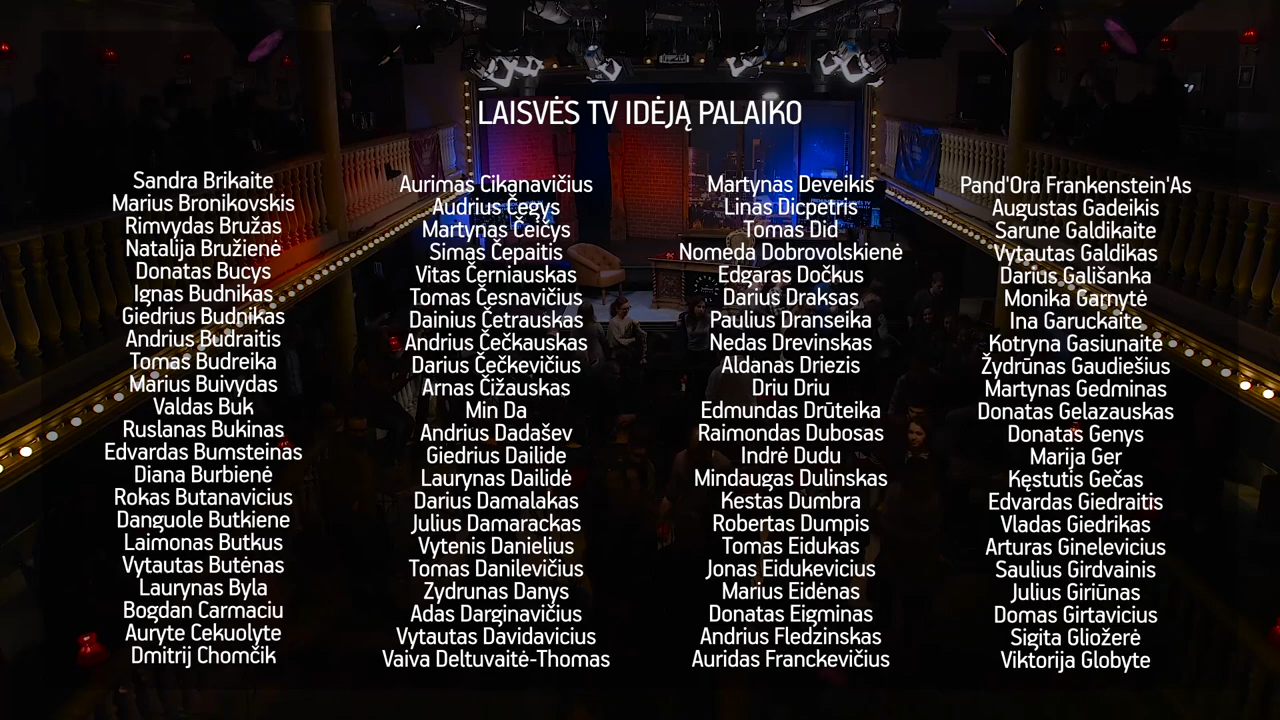 LAISVĖS TV IDĖJĄ PALAIKO
Sandra Brikaite
Marius Bronikovskis
Rimvydas Bružas
Natalija Bružienė
Donatas Bucys
Ignas Budnikas
Giedrius Budnikas
Andrius Budraitis
Tomas Budreika
Marius Buivydas
Valdas Buk
Ruslanas Bukinas
Edvardas Bumsteinas
Diana Burbienė
Rokas Butanavicius
Danguole Butkiene
Laimonas Butkus
Vytautas Butėnas
Laurynas Byla
Bogdan Carmaciu
Auryte Cekuolyte
Dmitrij Chomčik
Aurimas Cikanavičius
Audrius Čegys
Martynas Čeičys
Simas Čepaitis
Vitas Černiauskas
Tomas Česnavičius
Dainius Četrauskas
Andrius Čečkauskas
Darius Čečkevičius
Arnas Čižauskas
Min Da
Andrius Dadašev
Giedrius Dailide
Laurynas Dailidė
Darius Damalakas
Julius Damarackas
Vytenis Danielius
Tomas Danilevičius
Zydrunas Danys
Adas Darginavičius
Vytautas Davidavicius
Vaiva Deltuvaitė-Thomas
Martynas Deveikis
Linas Dicpetris
Tomas Did
Nomeda Dobrovolskienė
Edgaras Dočkus
Darius Draksas
Paulius Dranseika
Nedas Drevinskas
Aldanas Driezis
Driu Driu
Edmundas Drūteika
Raimondas Dubosas
Indrė Dudu
Mindaugas Dulinskas
Kestas Dumbra
Robertas Dumpis
Tomas Eidukas
Jonas Eidukevicius
Marius Eidėnas
Donatas Eigminas
Andrius Fledzinskas
Auridas Franckevičius
Pand'Ora Frankenstein'As
Augustas Gadeikis
Sarune Galdikaite
Vytautas Galdikas
Darius Gališanka
Monika Garnytė
Ina Garuckaite
Kotryna Gasiunaitė
Žydrūnas Gaudiešius
Martynas Gedminas
Donatas Gelazauskas
Donatas Genys
Marija Ger
Kęstutis Gečas
Edvardas Giedraitis
Vladas Giedrikas
Arturas Ginelevicius
Saulius Girdvainis
Julius Giriūnas
Domas Girtavicius
Sigita Gliožerė
Viktorija Globyte